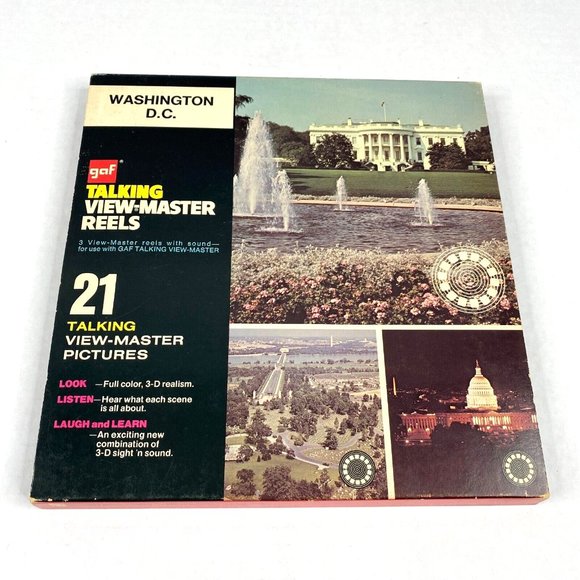 WASHINGTON
D.C.
gaf®
TALKING
VIEW-MASTER
REELS
3 View-Master reels with sound—
for use with GAF TALKING VIEW-MASTER
21
TALKING
VIEW-MASTER
PICTURES
LOOK —Full color, 3-D realism.
LISTEN—Hear what each scene
is all about.
LAUGH and LEARN
—An exciting new
combination of
3-D sight 'n sound.